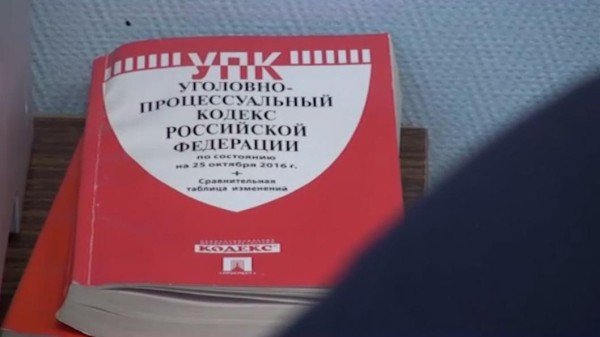 УПК
УГОЛОВНО-
ПРОЦЕССУАЛЬНЫЙ
КОДЕКС
РОССИЙСКОЙ
ФЕДЕРАЦИИ
по состоянию
на 25 октября 2016 г.
+
Сравнительная
таблица изменений
КОДЕКС